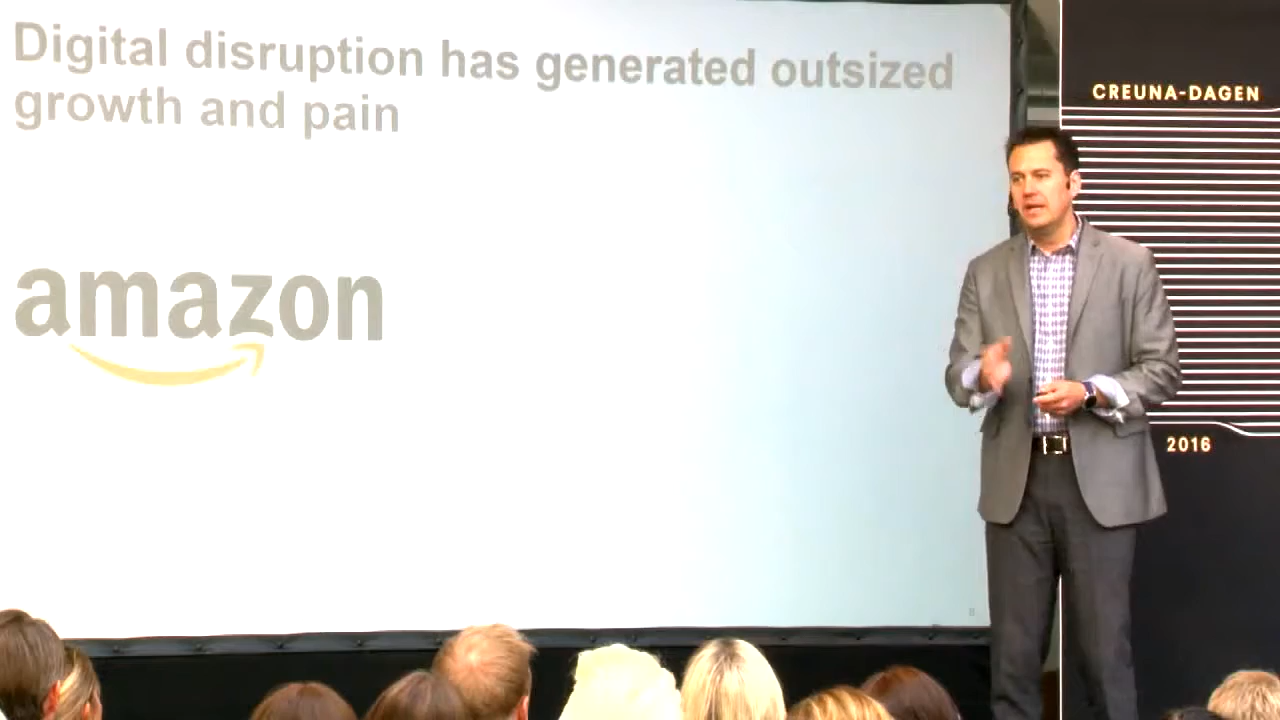 Digital disruption has generated outsized
growth and pain
amazon
CREUNA-DAGEN
2016